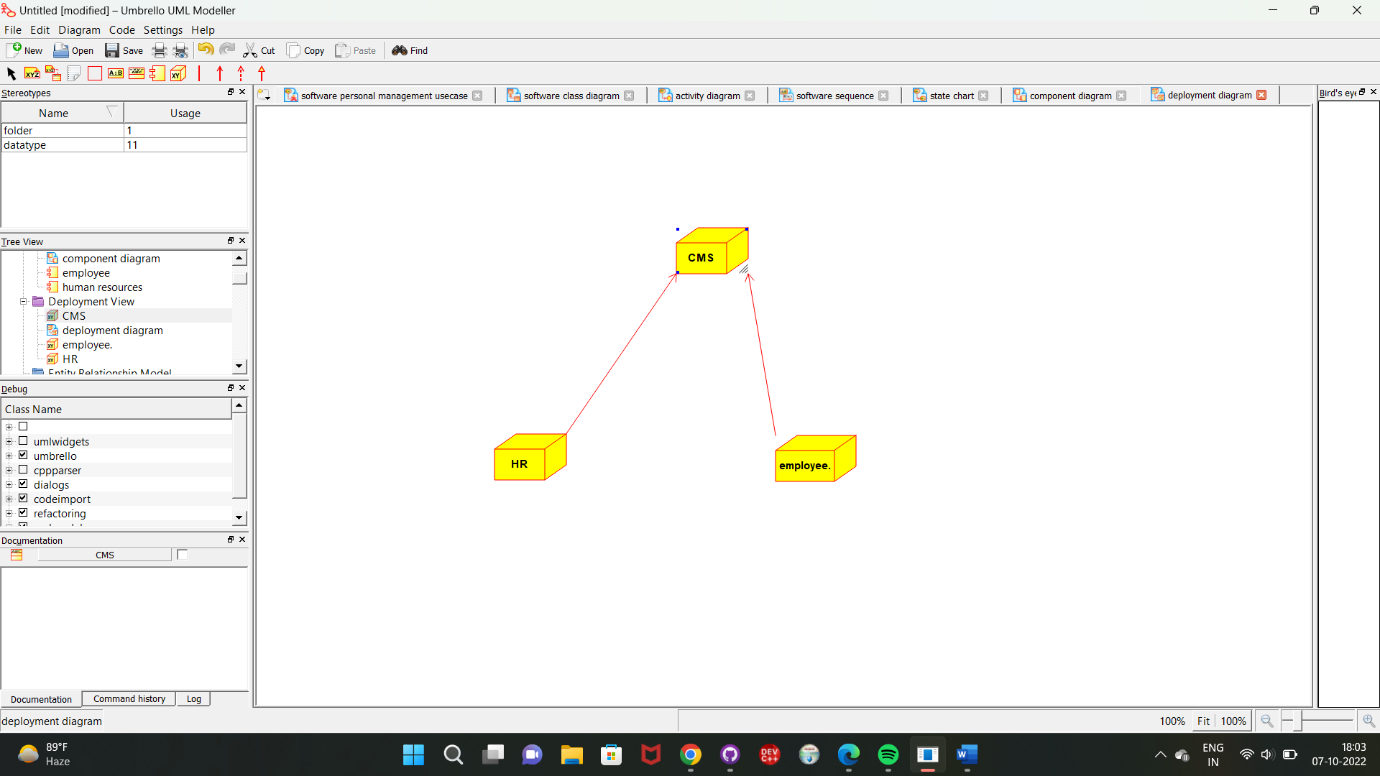 Untitled [modified] – Umbrello UML Modeller
File Edit Diagram Code Settings Help
New Open Save Cut Copy Paste Find
Stereotypes
Name Usage
folder 1
datatype 11
Tree View
component diagram
employee
human resources
Deployment View
CMS
deployment diagram
employee.
HR
Entity Relationship Model
Debug
Class Name
umlwidgets
umbrello
cppparser
dialogs
codeimport
refactoring
Documentation
CMS
Documentation Command history Log
software personal management usecase software class diagram activity diagram software sequence state chart component diagram deployment diagram
CMS
HR
employee.
Bird's eye
deployment diagram
100% Fit 100%
89°F
Haze
DEV C++
W
ENG
IN
18:03
07-10-2022